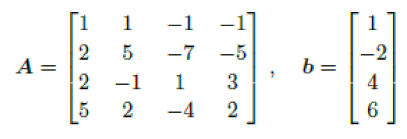 A = [1 1 −1 −1; 2 5 −7 −5; 2 −1 1 3; 5 2 −4 2] , b = [1; −2; 4; 6]